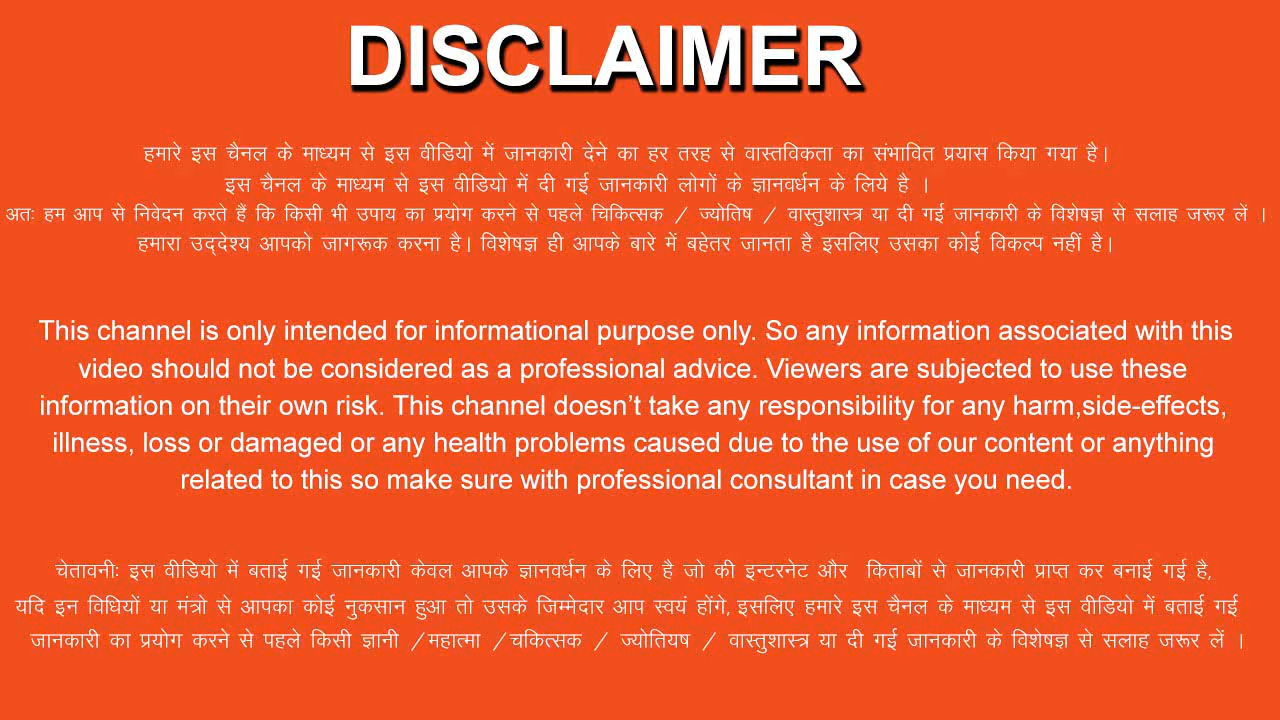 DISCLAIMER
हमारे इस चैनल के माध्यम से इस वीडियो में जानकारी देने का हर तरह से वास्तविकता का संभावित प्रयास किया गया है।
इस चैनल के माध्यम से इस वीडियो में दी गई जानकारी लोगों के ज्ञानवर्धन के लिये है ।
अतः हम आप से निवेदन करते हैं कि किसी भी उपाय का प्रयोग करने से पहले चिकित्सक / ज्योतिष / वास्तुशास्त्र या दी गई जानकारी के विशेषज्ञ से सलाह जरूर लें ।
हमारा उद्देश्य आपको जागरूक करना है। विशेषज्ञ ही आपके बारे में बहेतर जानता है इसलिए उसका कोई विकल्प नहीं है।
This channel is only intended for informational purpose only. So any information associated with this
video should not be considered as a professional advice. Viewers are subjected to use these
information on their own risk. This channel doesn’t take any responsibility for any harm,side-effects,
illness, loss or damaged or any health problems caused due to the use of our content or anything
related to this so make sure with professional consultant in case you need.
चेतावनीः इस वीडियो में बताई गई जानकारी केवल आपके ज्ञानवर्धन के लिए है जो की इन्टरनेट और किताबों से जानकारी प्राप्त कर बनाई गई है,
यदि इन विधियों या मंत्रो से आपका कोई नुकसान हुआ तो उसके जिम्मेदार आप स्वयं होंगे, इसलिए हमारे इस चैनल के माध्यम से इस वीडियो में बताई गई
जानकारी का प्रयोग करने से पहले किसी ज्ञानी /महात्मा /चकित्सक / ज्योतियष / वास्तुशास्त्र या दी गई जानकारी के विशेषज्ञ से सलाह जरूर लें ।